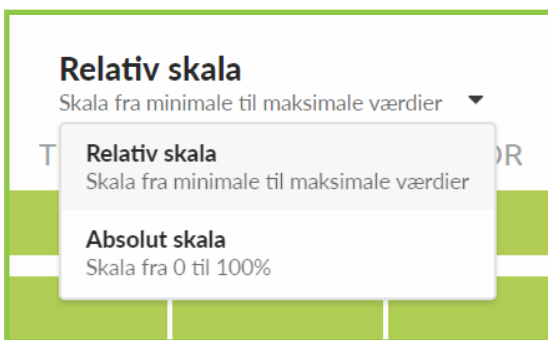 Relativ skala
Skala fra minimale til maksimale værdier
Relativ skala
Skala fra minimale til maksimale værdier
Absolut skala
Skala fra 0 til 100%